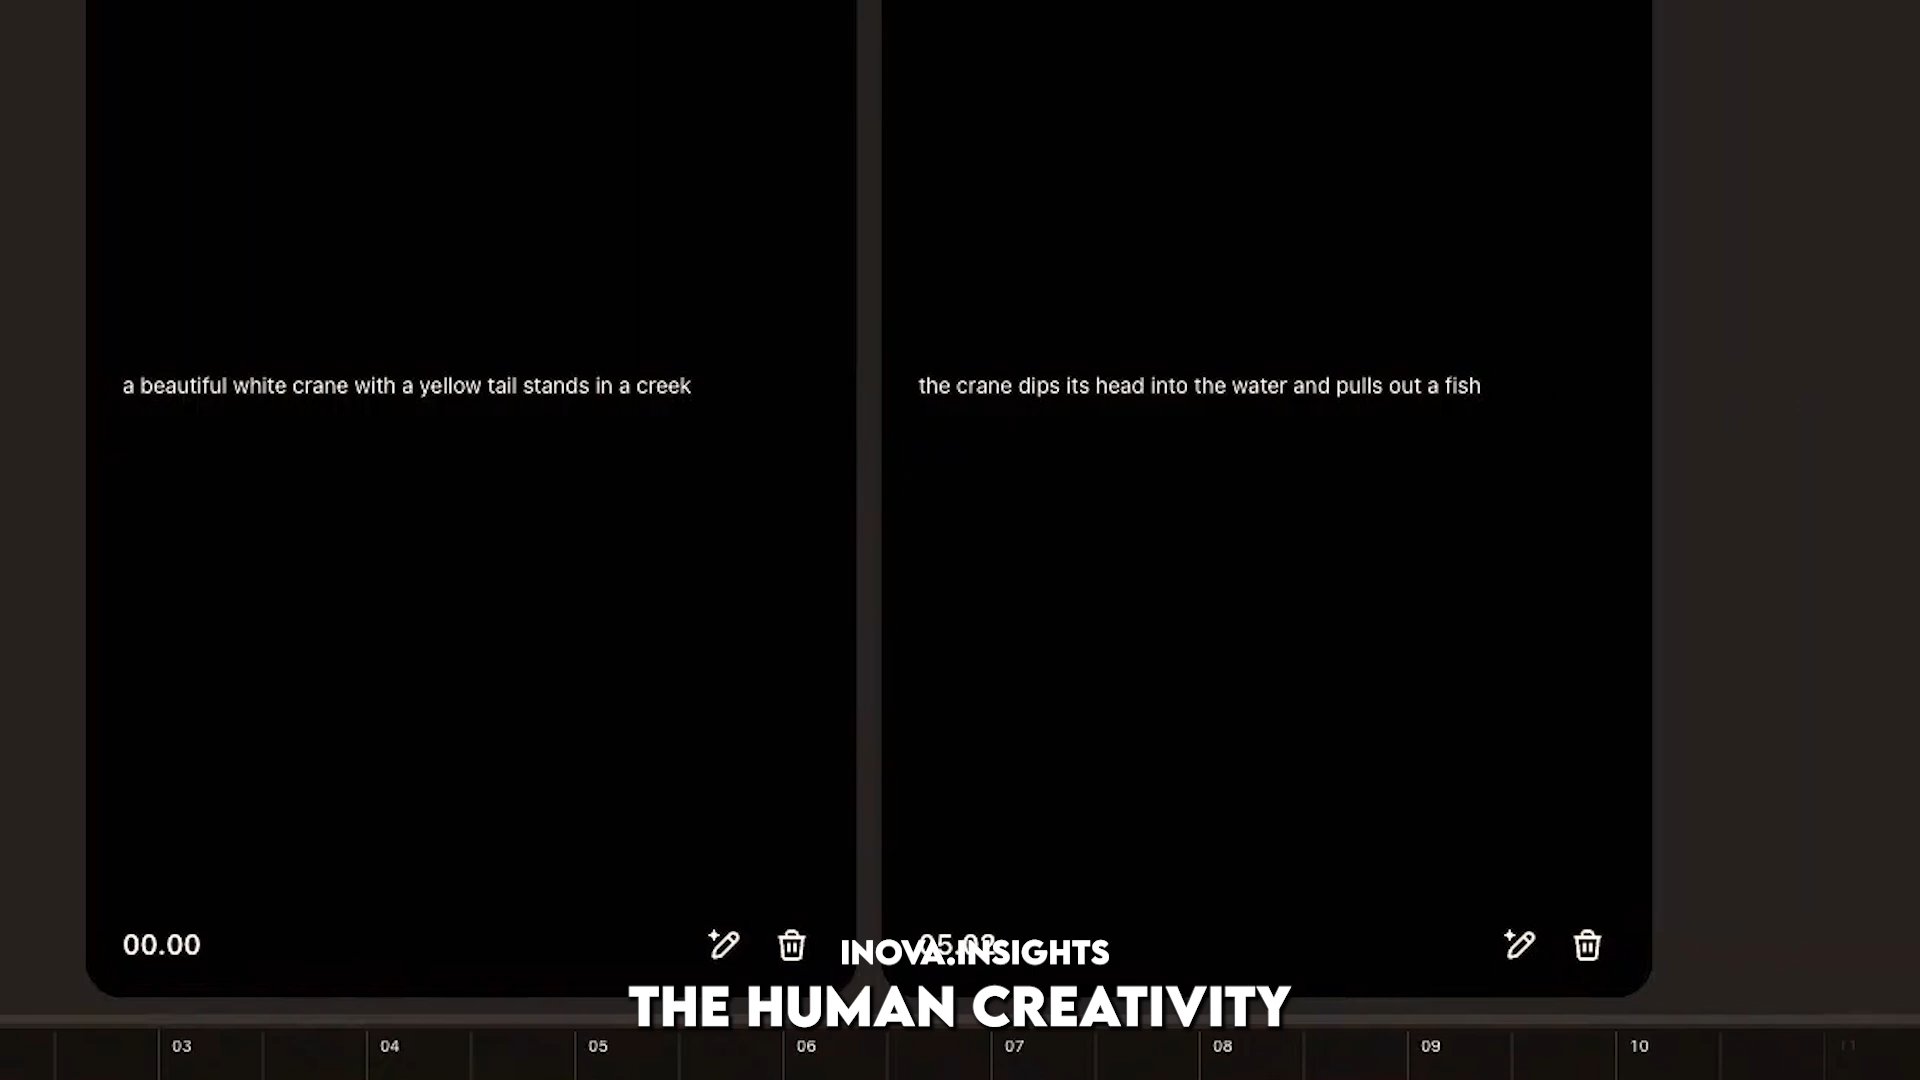 a beautiful white crane with a yellow tail stands in a creek
the crane dips its head into the water and pulls out a fish
00.00
INOVA.INSIGHTS
THE HUMAN CREATIVITY
03 04 05 06 07 08 09 10 11